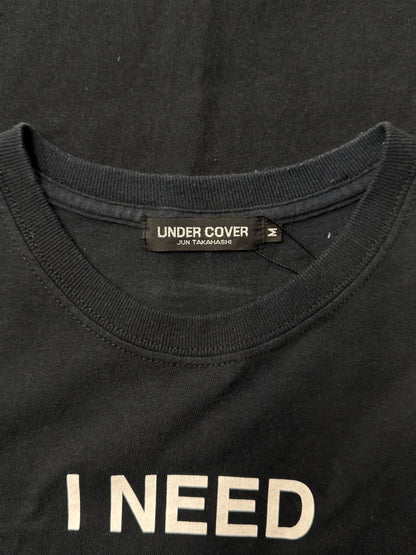 UNDER COVER
JUN TAKAHASHI
M
I NEED